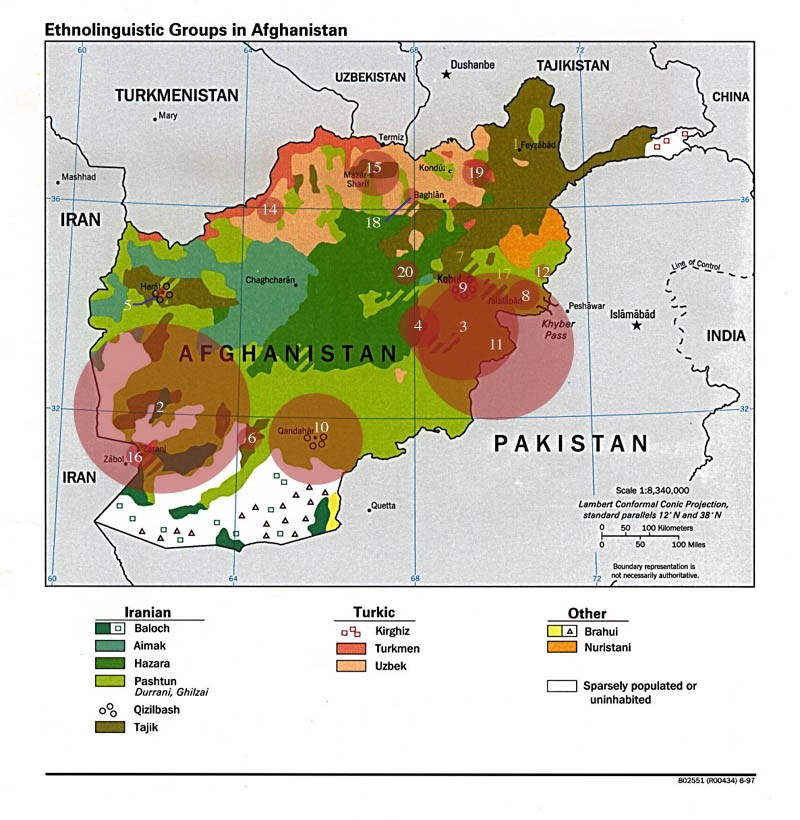 Ethnolinguistic Groups in Afghanistan
60
68
72
Dushanbe
UZBEKISTAN
TAJIKISTAN
TURKMENISTAN
CHINA
Mary
Termiz
1
Feyzābād
Mashhad
15
Mazār-e
Sharīf
Kondūz
19
36
Baghlān
36
14
18
IRAN
7
Line of Control
Chaghcharān
20
Kabul
17
12
Herāt
9
8
Jalālābād
Peshāwar
5
Islāmābād
Khyber
Pass
4
3
INDIA
11
AFGHANISTAN
32
2
32
Qandahār
10
6
PAKISTAN
Zābol
16
Zaranj
IRAN
Quetta
Scale 1:8,340,000
Lambert Conformal Conic Projection,
standard parallels 12°N and 38°N
0 50 100 Kilometers
0 50 100 Miles
Boundary representation is
not necessarily authoritative.
60
64
68
72
Iranian
Baloch
Aimak
Hazara
Pashtun
Durrani, Ghilzai
Qizilbash
Tajik
Turkic
Kirghiz
Turkmen
Uzbek
Other
Brahui
Nuristani
Sparsely populated or
uninhabited
802551 (R00434) 6-97